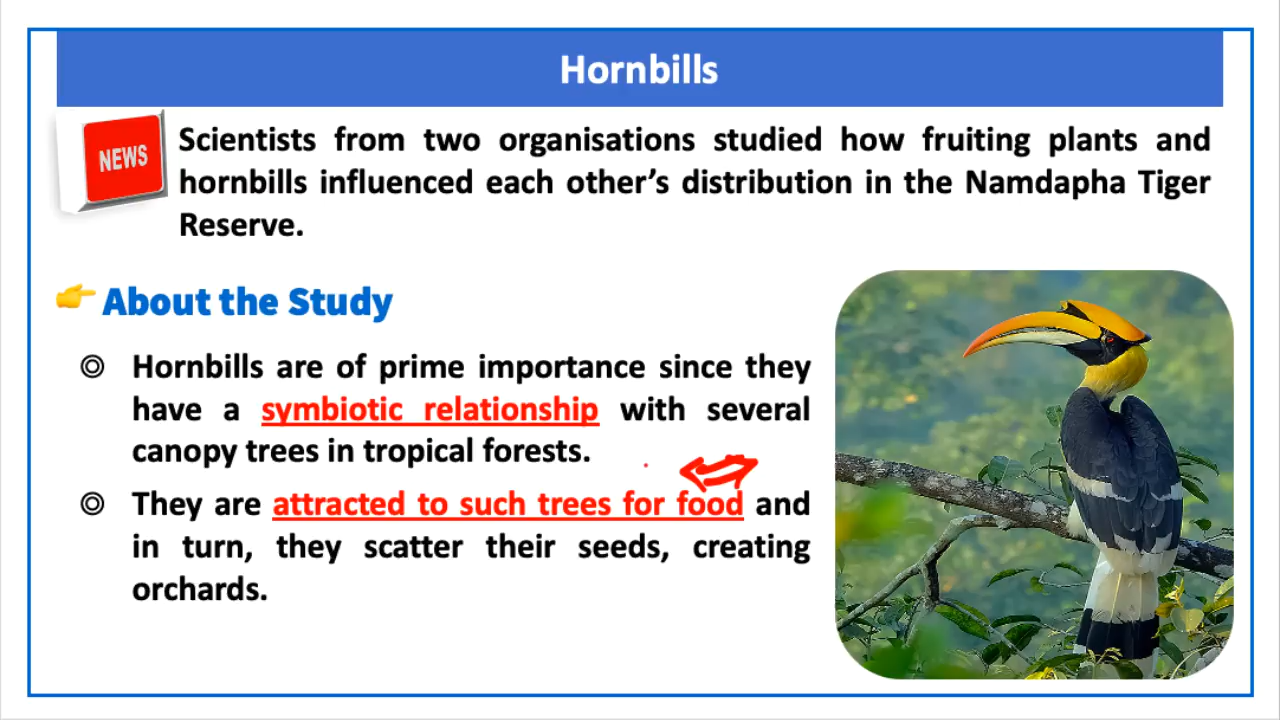 Hornbills
NEWS
Scientists from two organisations studied how fruiting plants and
hornbills influenced each other's distribution in the Namdapha Tiger
Reserve.
About the Study
Hornbills are of prime importance since they
have a symbiotic relationship with several
canopy trees in tropical forests.
They are attracted to such trees for food and
in turn, they scatter their seeds, creating
orchards.